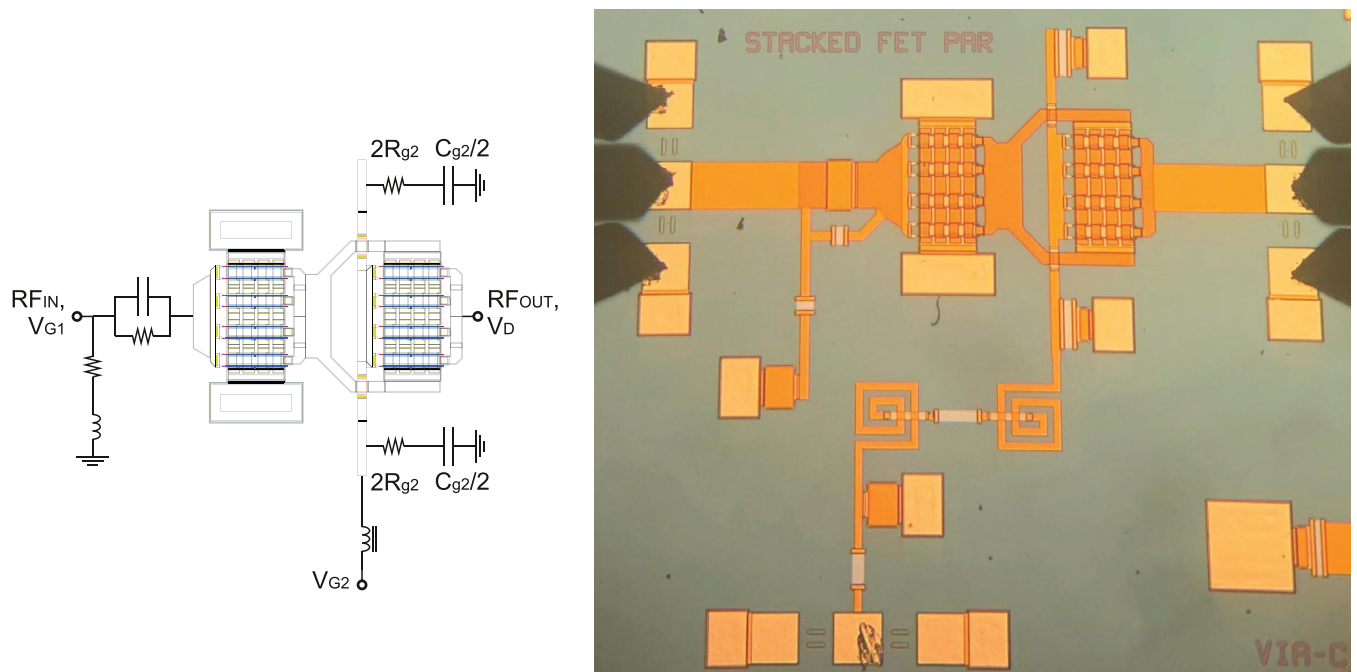 2Rg2 Cg2/2
RFIN,
VG1
RFOUT,
VD
2Rg2 Cg2/2
VG2
STACKED FET PAR
VIA-C